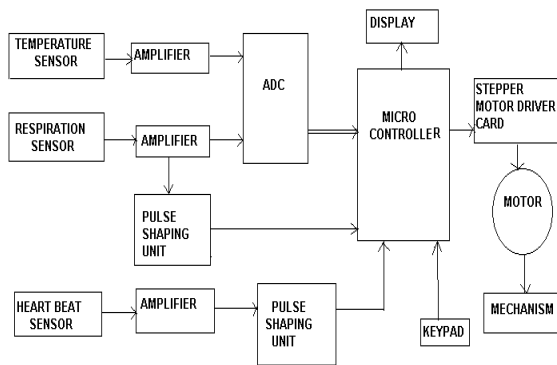 DISPLAY
TEMPERATURE
SENSOR
AMPLIFIER
ADC
MICRO
CONTROLLER
STEPPER
MOTOR DRIVER
CARD
RESPIRATION
SENSOR
AMPLIFIER
PULSE
SHAPING
UNIT
MOTOR
HEART BEAT
SENSOR
AMPLIFIER
PULSE
SHAPING
UNIT
KEYPAD
MECHANISM